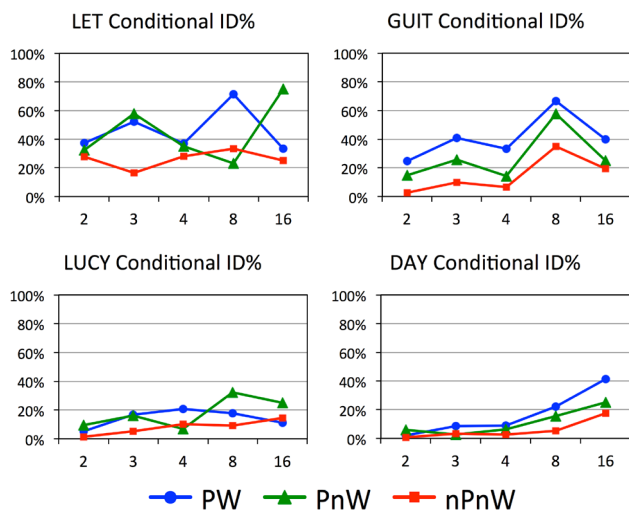 LET Conditional ID%
100%
80%
60%
40%
20%
0%
2 3 4 8 16
GUIT Conditional ID%
100%
80%
60%
40%
20%
0%
2 3 4 8 16
LUCY Conditional ID%
100%
80%
60%
40%
20%
0%
2 3 4 8 16
DAY Conditional ID%
100%
80%
60%
40%
20%
0%
2 3 4 8 16
PW PnW nPnW